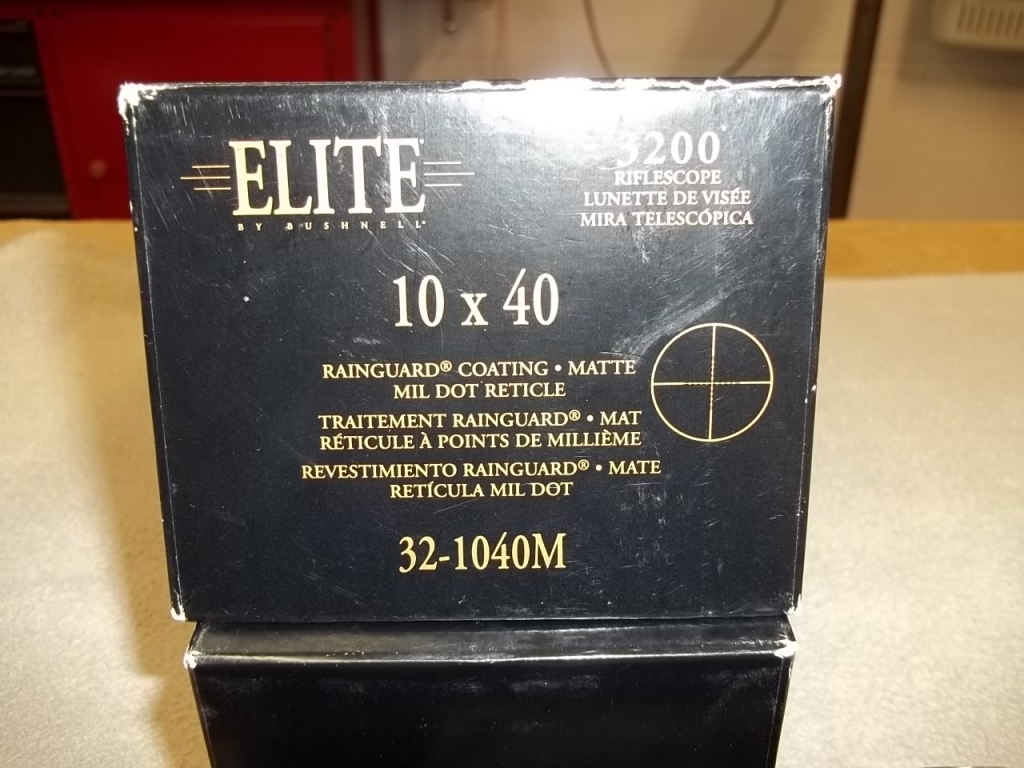 ELITE
BY BUSHNELL®
3200®
RIFLESCOPE
LUNETTE DE VISÉE
MIRA TELESCÓPICA
10 x 40
RAINGUARD® COATING • MATTE
MIL DOT RETICLE
TRAITEMENT RAINGUARD® • MAT
RÉTICULE À POINTS DE MILLIÈME
REVESTIMIENTO RAINGUARD® • MATE
RETÍCULA MIL DOT
32-1040M